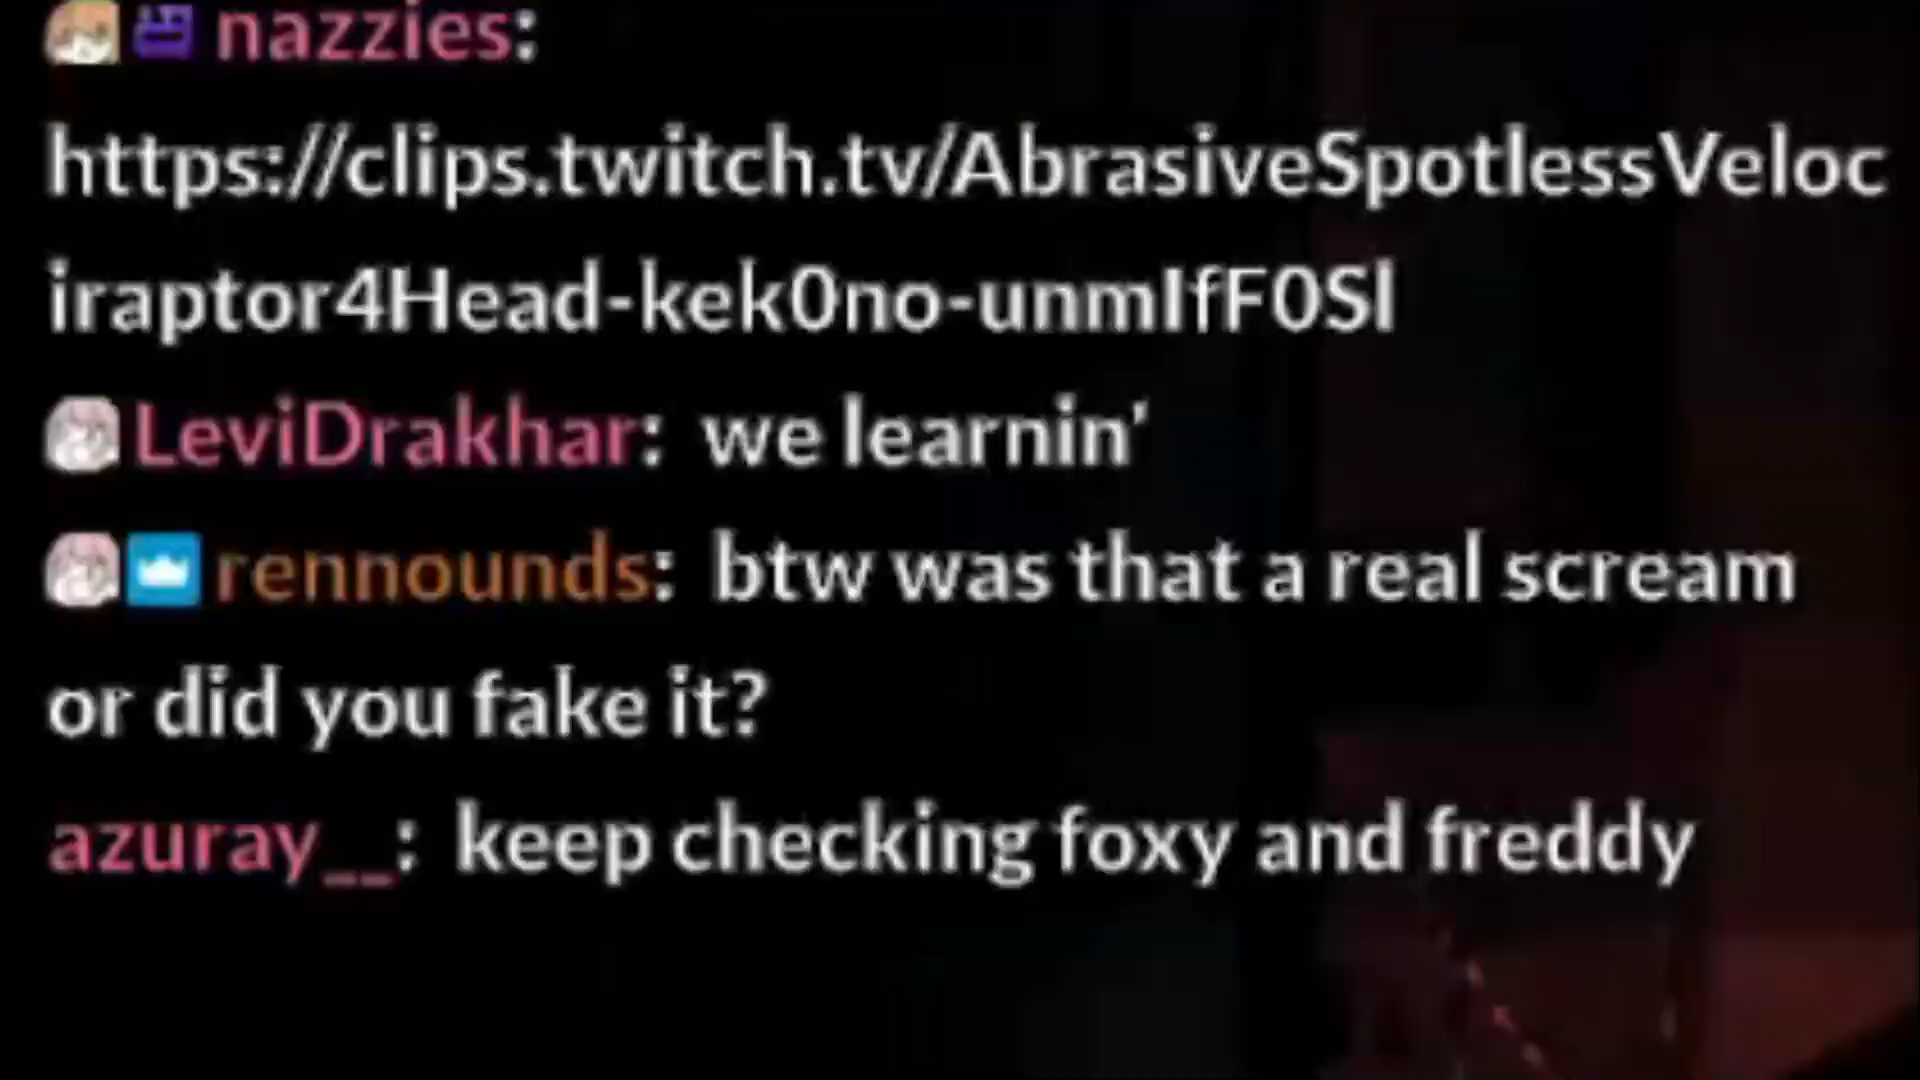 nazzies:
https://clips.twitch.tv/AbrasiveSpotlessVeloc
iraptor4Head-kek0no-unmIfF0Sl
LeviDrakhar: we learnin'
rennounds: btw was that a real scream
or did you fake it?
azuray__: keep checking foxy and freddy